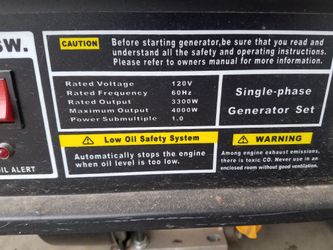 SW.
CAUTION
Before starting generator,be sure that you read and
understand all the safety and operating instructions.
Please refer to owners manual for more information.
Rated Voltage 120V
Rated Frequency 60Hz
Rated Output 3300W
Maximum Output 4000W
Power Submultiple 1.0
Single-phase
Generator Set
Low Oil Safety System
Automatically stops the engine
when oil level is too low.
WARNING
Among engine exhaust emissions,
there is toxic CO. Never use in an
enclosed room without good ventilation.
OIL ALERT